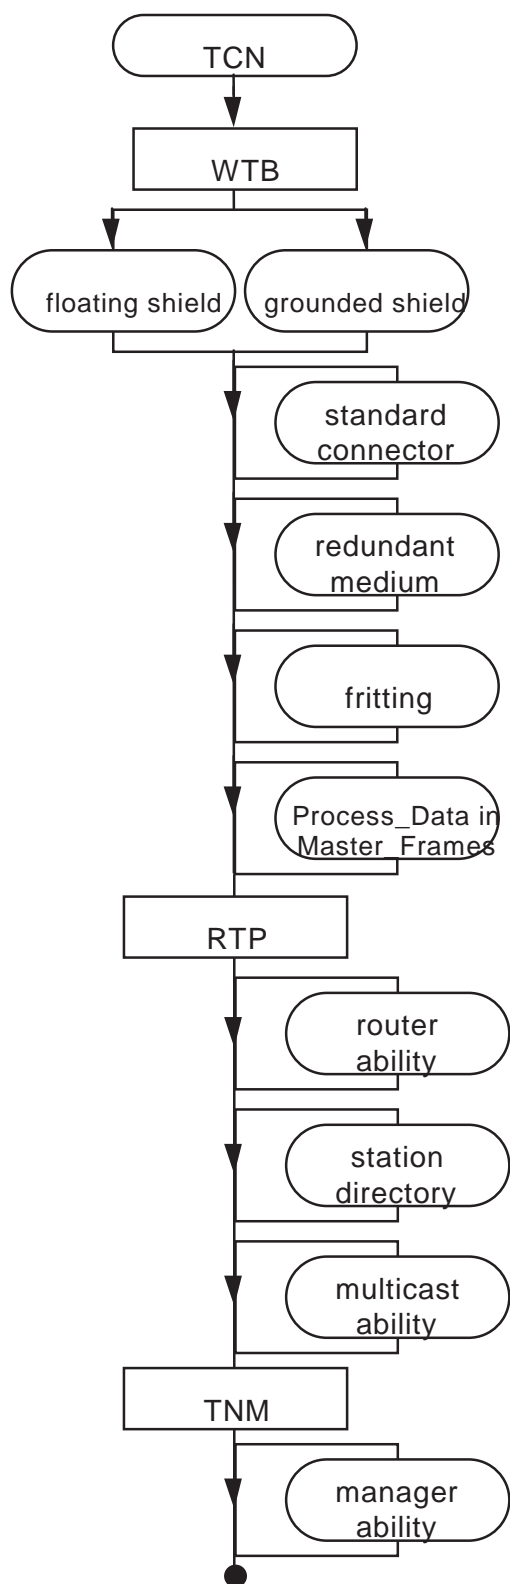 TCN
WTB
floating shield
grounded shield
standard
connector
redundant
medium
fritting
Process_Data in
Master_Frames
RTP
router
ability
station
directory
multicast
ability
TNM
manager
ability